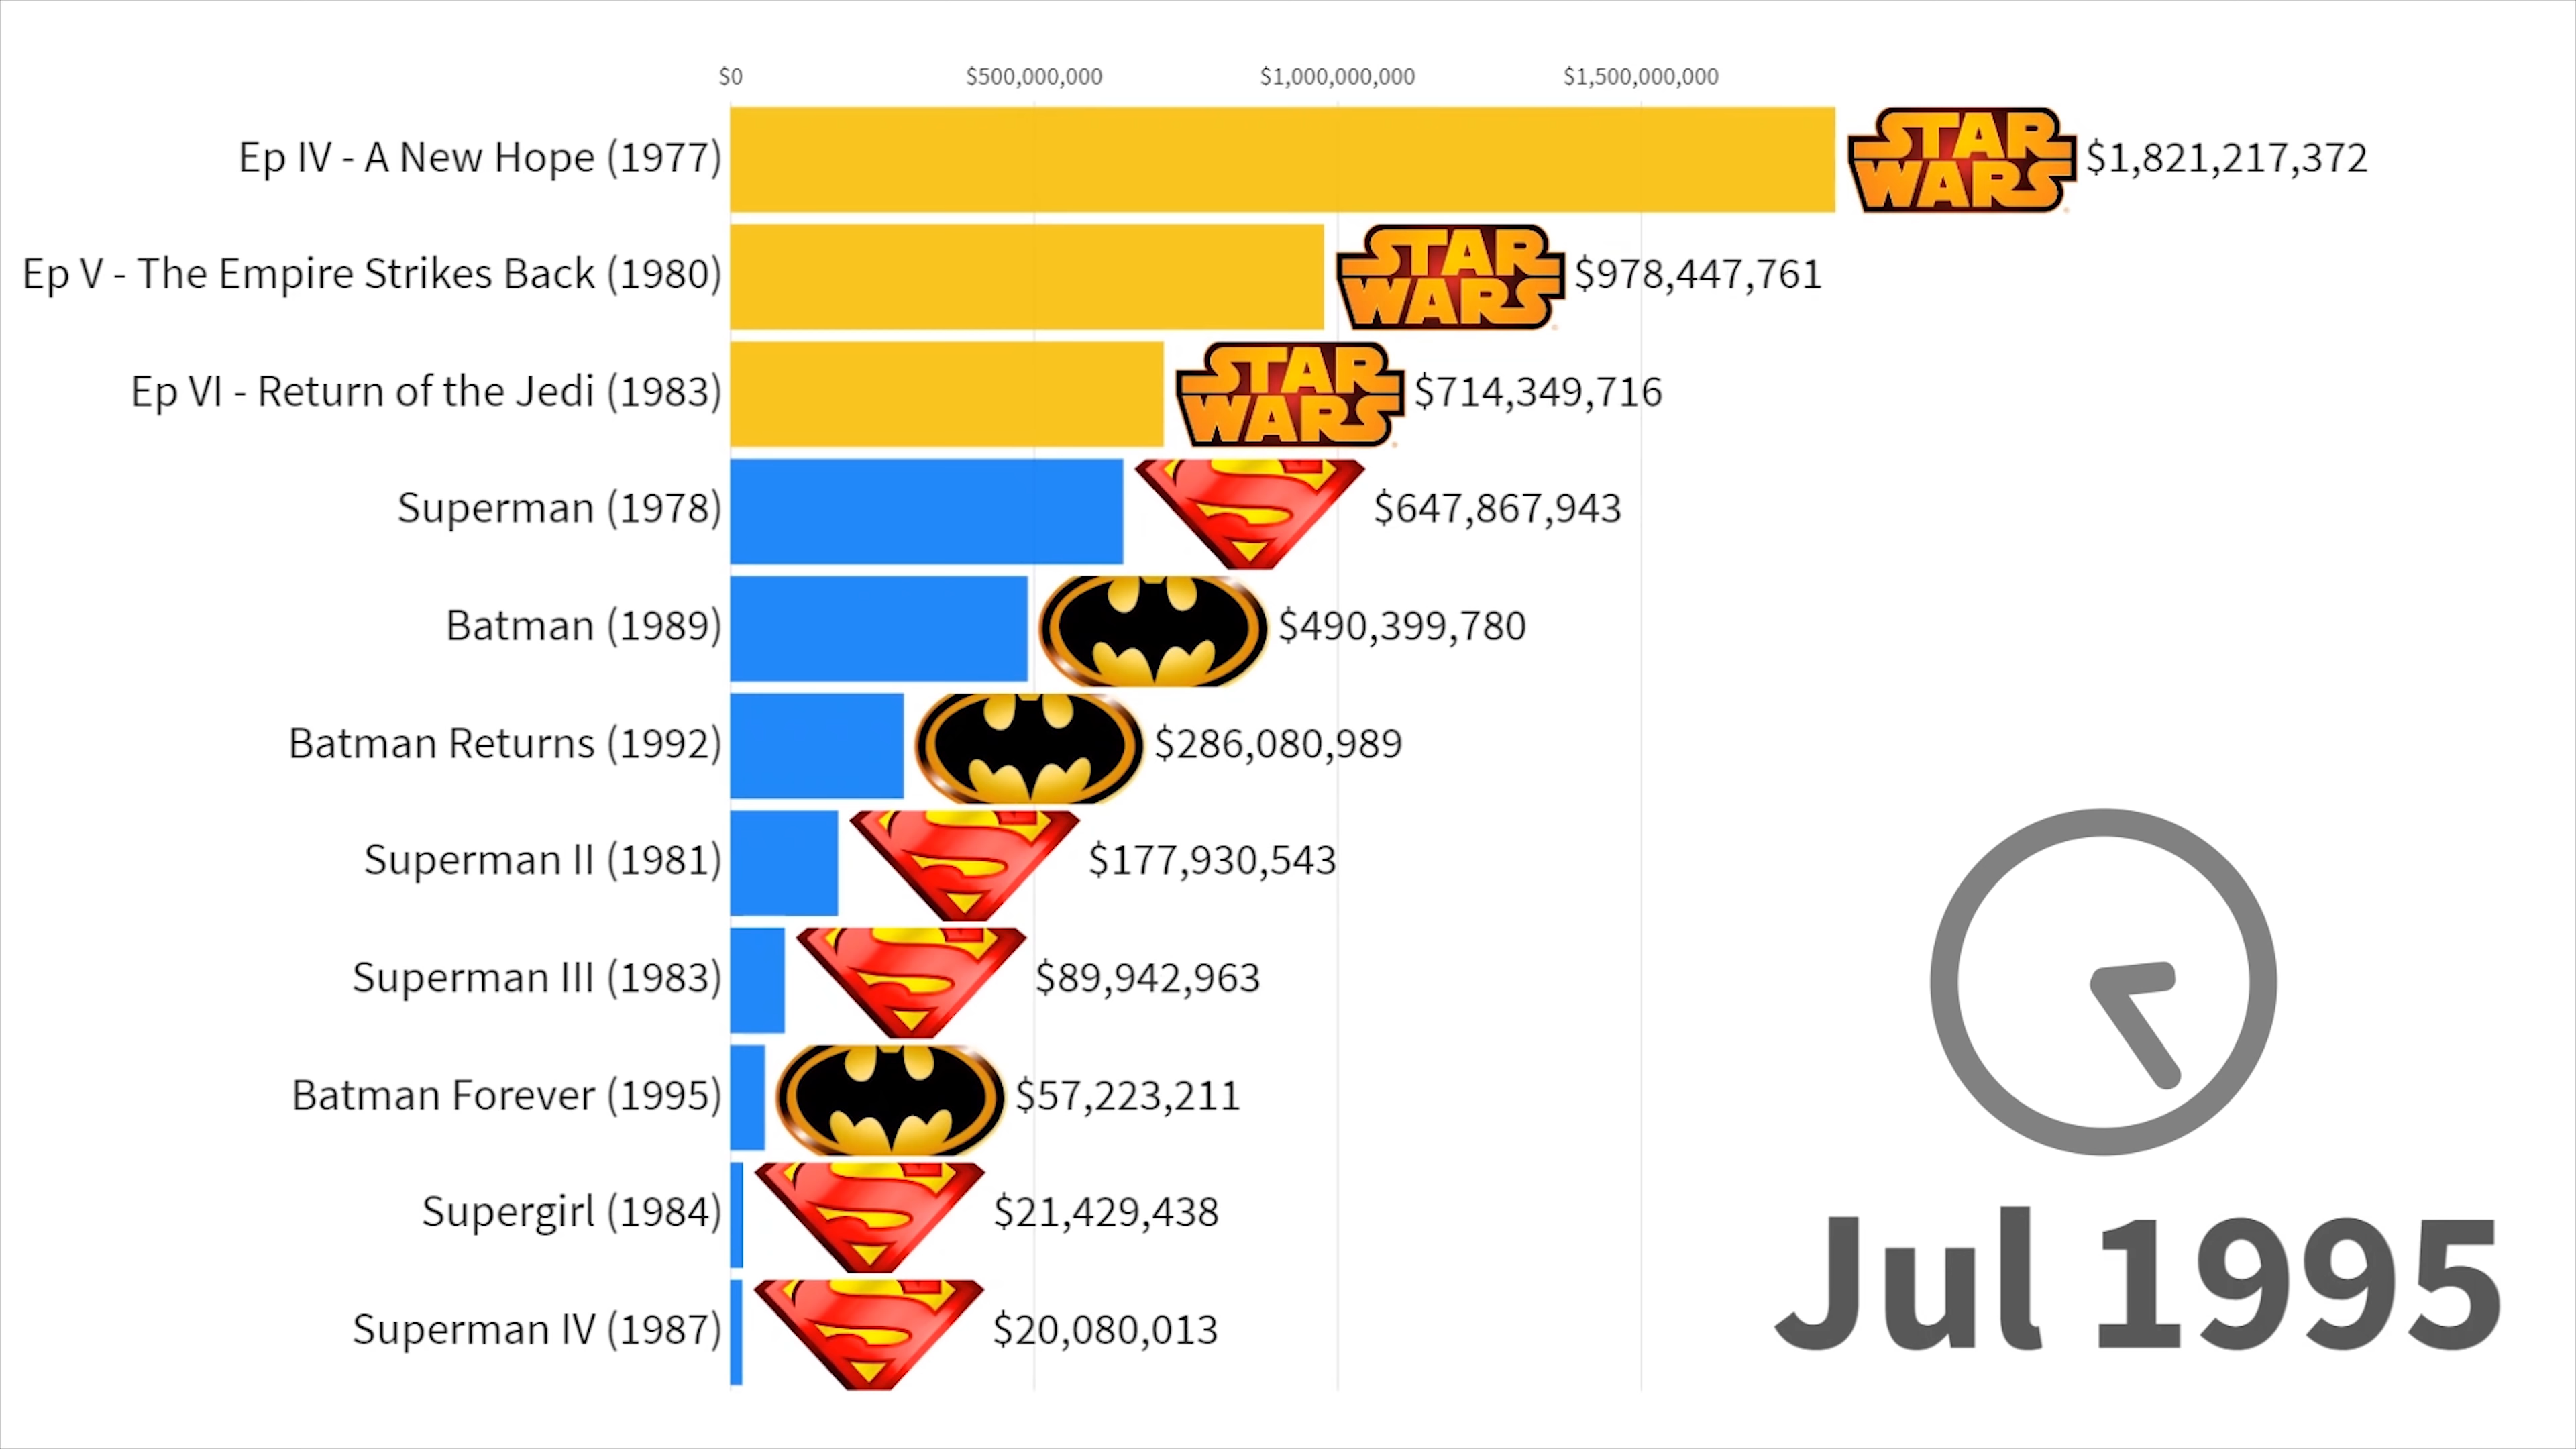 $0 $500,000,000 $1,000,000,000 $1,500,000,000
Ep IV - A New Hope (1977) STAR WARS $1,821,217,372
Ep V - The Empire Strikes Back (1980) STAR WARS $978,447,761
Ep VI - Return of the Jedi (1983) STAR WARS $714,349,716
Superman (1978) S $647,867,943
Batman (1989) $490,399,780
Batman Returns (1992) $286,080,989
Superman II (1981) S $177,930,543
Superman III (1983) S $89,942,963
Batman Forever (1995) $57,223,211
Supergirl (1984) S $21,429,438
Superman IV (1987) S $20,080,013
Jul 1995